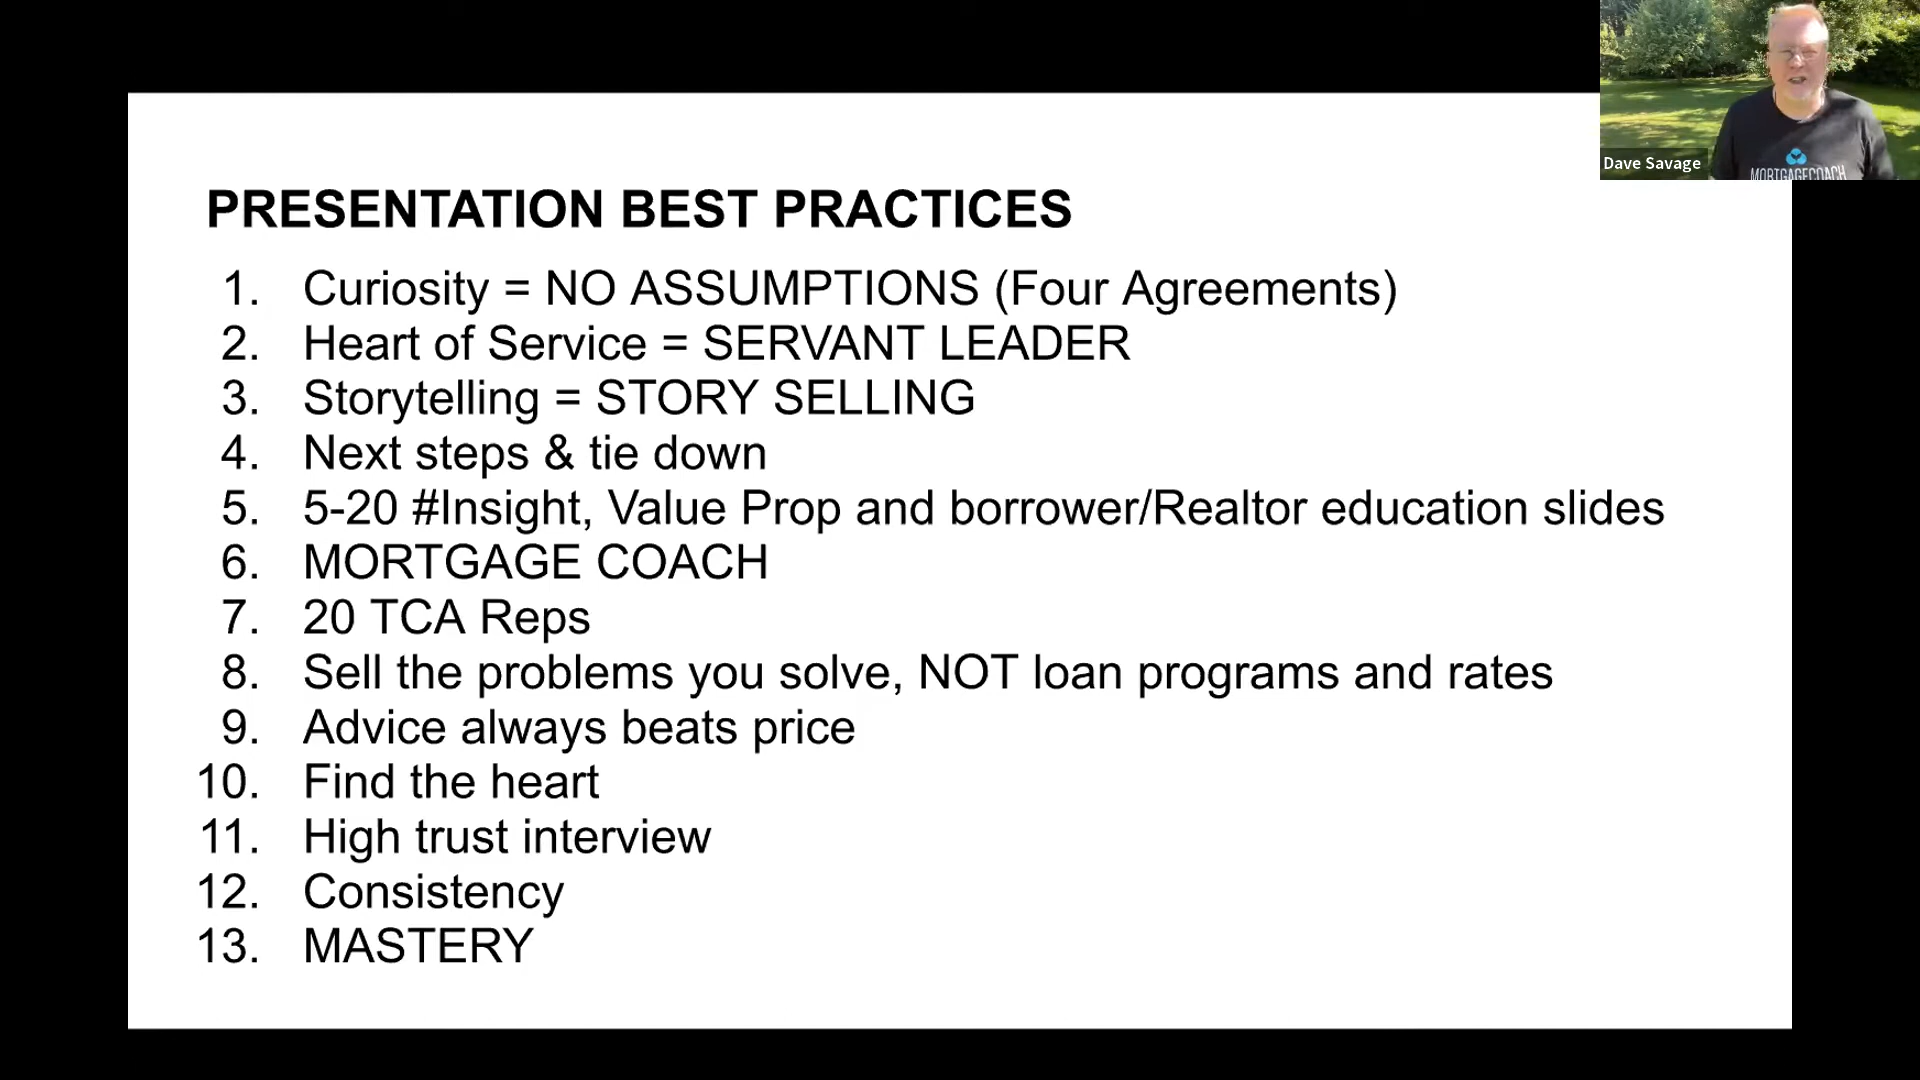 Dave Savage
MORTGAGECOACH
PRESENTATION BEST PRACTICES
1. Curiosity = NO ASSUMPTIONS (Four Agreements)
2. Heart of Service = SERVANT LEADER
3. Storytelling = STORY SELLING
4. Next steps & tie down
5. 5-20 #Insight, Value Prop and borrower/Realtor education slides
6. MORTGAGE COACH
7. 20 TCA Reps
8. Sell the problems you solve, NOT loan programs and rates
9. Advice always beats price
10. Find the heart
11. High trust interview
12. Consistency
13. MASTERY